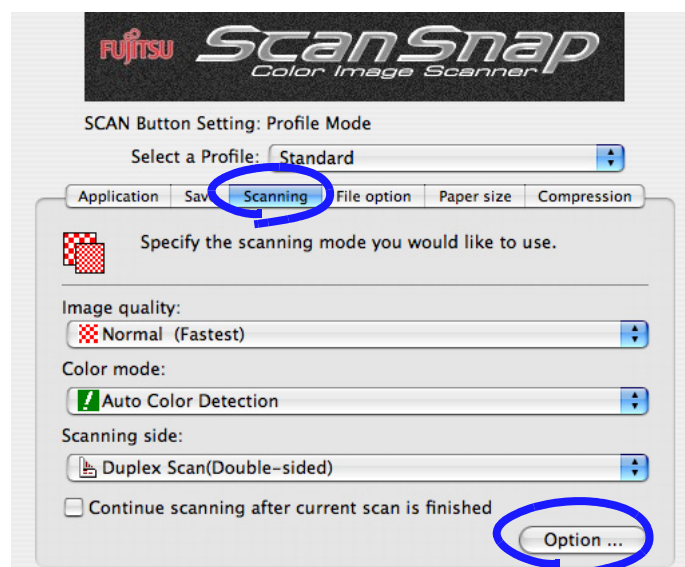 FUJITSU ScanSnap
Color Image Scanner
SCAN Button Setting: Profile Mode
Select a Profile: Standard
Application Sav Scanning File option Paper size Compression
Specify the scanning mode you would like to use.
Image quality:
Normal (Fastest)
Color mode:
Auto Color Detection
Scanning side:
Duplex Scan(Double-sided)
Continue scanning after current scan is finished
Option ...